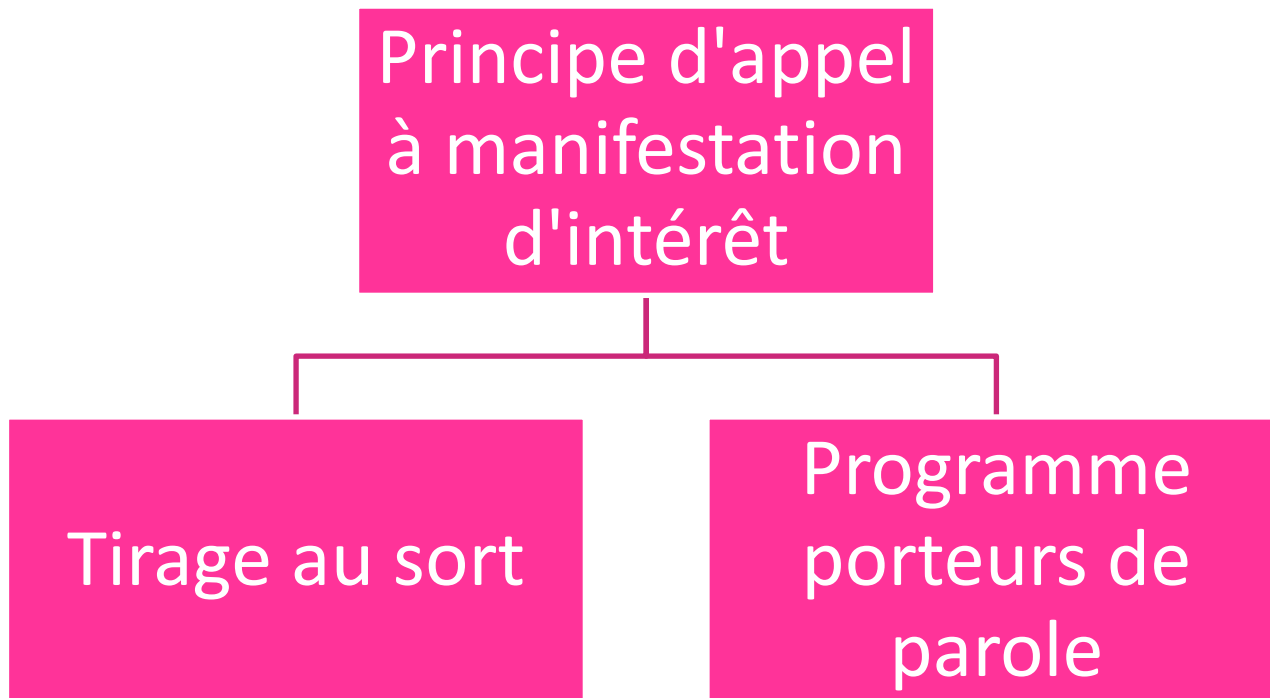 Principe d'appel
à manifestation
d'intérêt
Tirage au sort
Programme
porteurs de
parole